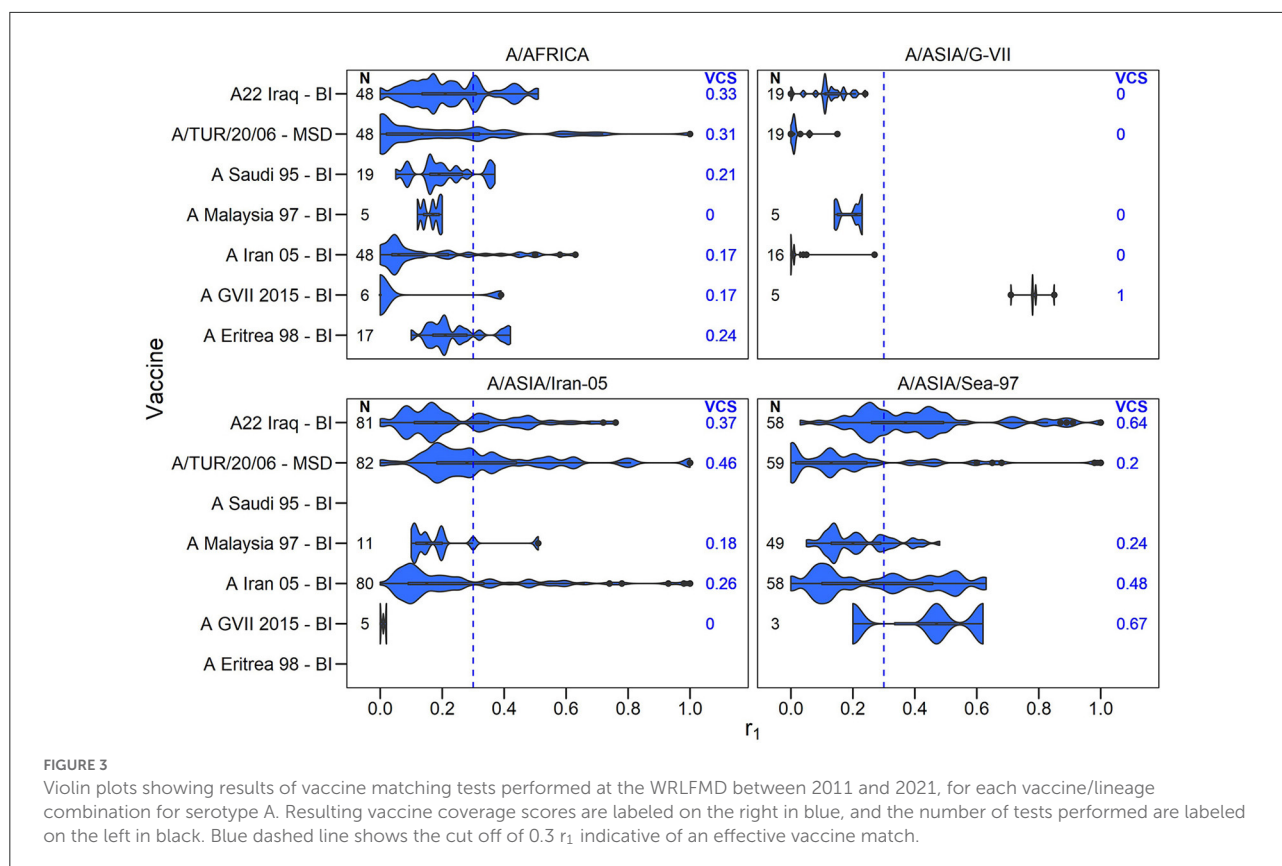 A/AFRICA
A/ASIA/G-VII
N
VCS
N
VCS
A22 Iraq - BI
48
0.33
19
0
A/TUR/20/06 - MSD
48
0.31
19
0
A Saudi 95 - BI
19
0.21
A Malaysia 97 - BI
5
0
5
0
A Iran 05 - BI
48
0.17
16
0
A GVII 2015 - BI
6
0.17
5
1
A Eritrea 98 - BI
17
0.24
Vaccine
A/ASIA/Iran-05
A/ASIA/Sea-97
N
VCS
N
VCS
A22 Iraq - BI
81
0.37
58
0.64
A/TUR/20/06 - MSD
82
0.46
59
0.2
A Saudi 95 - BI
A Malaysia 97 - BI
11
0.18
49
0.24
A Iran 05 - BI
80
0.26
58
0.48
A GVII 2015 - BI
5
0
3
0.67
A Eritrea 98 - BI
0.0 0.2 0.4 0.6 0.8 1.0
0.0 0.2 0.4 0.6 0.8 1.0
r1
FIGURE 3
Violin plots showing results of vaccine matching tests performed at the WRLFMD between 2011 and 2021, for each vaccine/lineage
combination for serotype A. Resulting vaccine coverage scores are labeled on the right in blue, and the number of tests performed are labeled
on the left in black. Blue dashed line shows the cut off of 0.3 r1 indicative of an effective vaccine match.